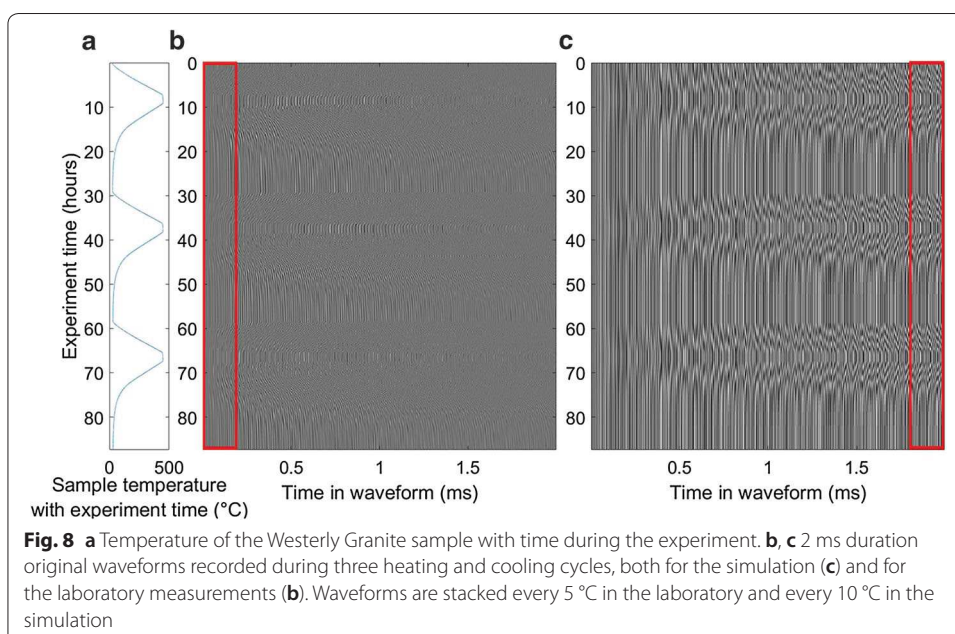 a b c
0 0
10 10 10
20 20 20
30 30 30
40 40 40
50 50 50
60 60 60
70 70 70
80 80 80
Experiment time (hours)
0 500 0.5 1 1.5 0.5 1 1.5
Sample temperature
with experiment time (°C)
Time in waveform (ms)
Time in waveform (ms)
Fig. 8 a Temperature of the Westerly Granite sample with time during the experiment. b, c 2 ms duration
original waveforms recorded during three heating and cooling cycles, both for the simulation (c) and for
the laboratory measurements (b). Waveforms are stacked every 5 °C in the laboratory and every 10 °C in the
simulation